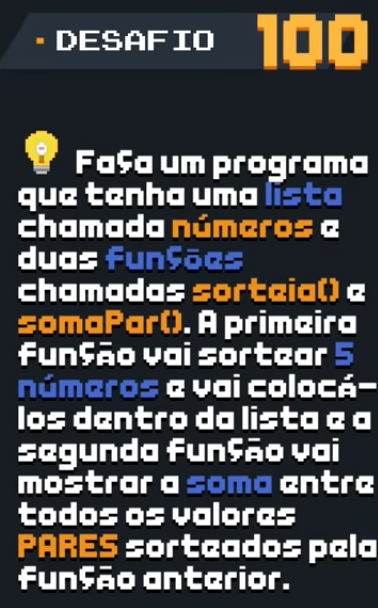 DESAFIO 100
Faça um programa
que tenha uma lista
chamada números e
duas funções
chamadas sorteia() e
somaPar(). A primeira
função vai sortear 5
números e vai colocá-
los dentro da lista e a
segunda função vai
mostrar a soma entre
todos os valores
PARES sorteados pela
função anterior.